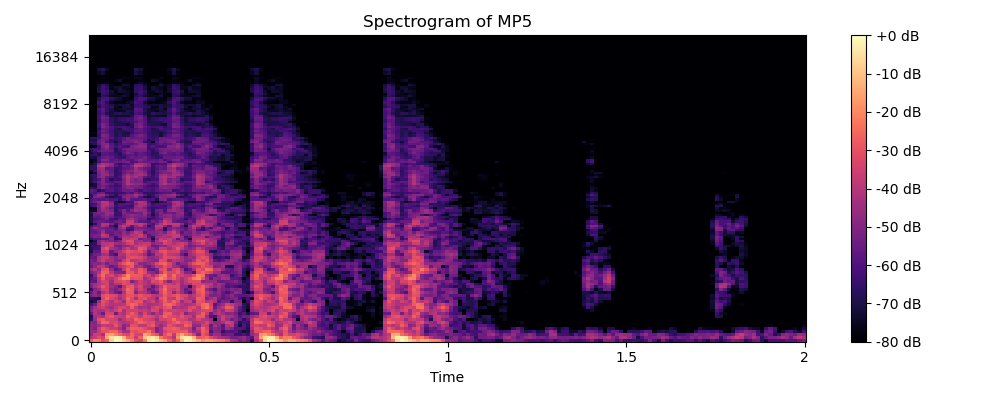 Spectrogram of MP5
Hz
16384
8192
4096
2048
1024
512
0
0 0.5 1 1.5 2
Time
+0 dB
-10 dB
-20 dB
-30 dB
-40 dB
-50 dB
-60 dB
-70 dB
-80 dB